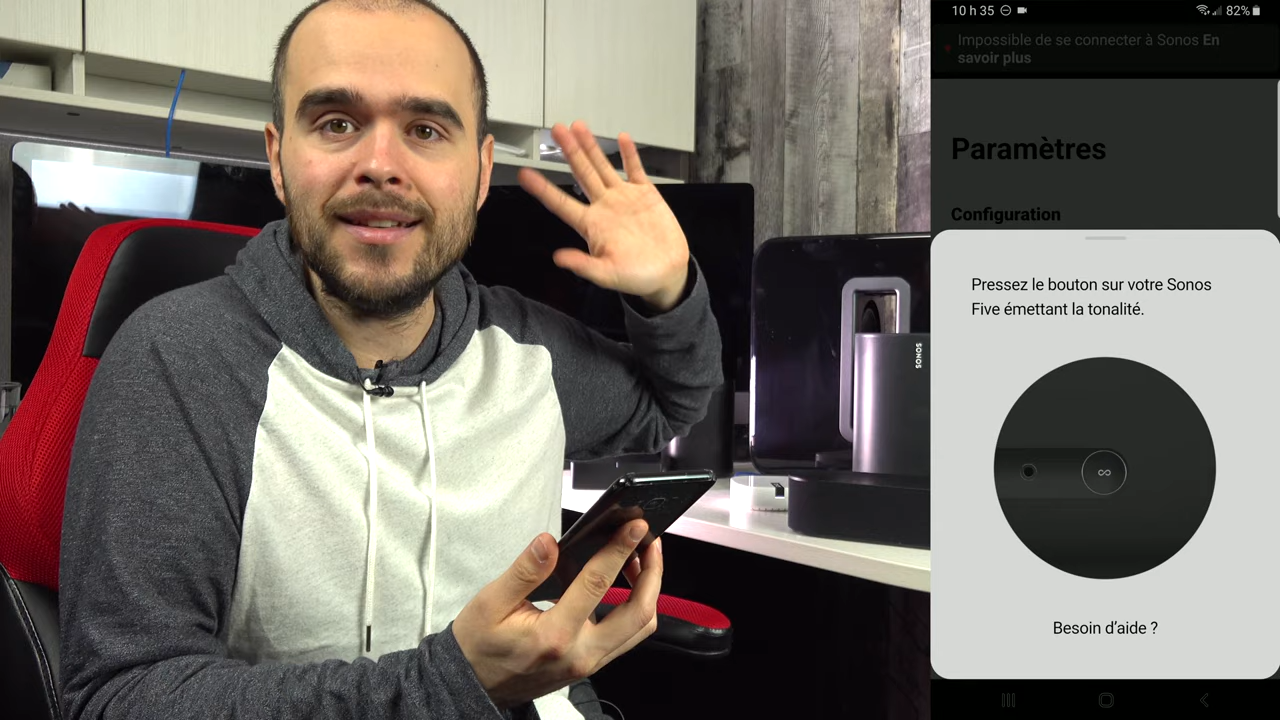 10 h 35
82%
Impossible de se connecter à Sonos En
savoir plus
Paramètres
Configuration
Pressez le bouton sur votre Sonos
Five émettant la tonalité.
Besoin d’aide ?
SONOS